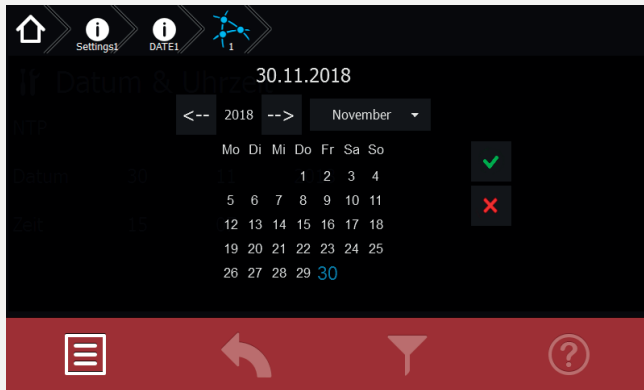 Settings1 DATE1 1
30.11.2018
Datum & Uhrzeit
<-- 2018 --> November
NTP
Mo Di Mi Do Fr Sa So
1 2 3 4
Datum 30
5 6 7 8 9 10 11
12 13 14 15 16 17 18
Zeit 15
19 20 21 22 23 24 25
26 27 28 29 30
?